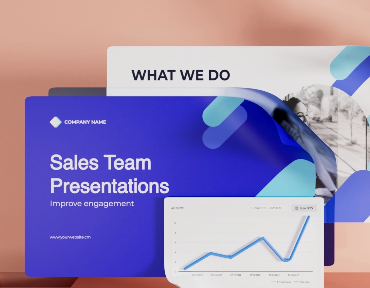 WHAT WE DO
COMPANY NAME
Sales Team
Presentations
Improve engagement